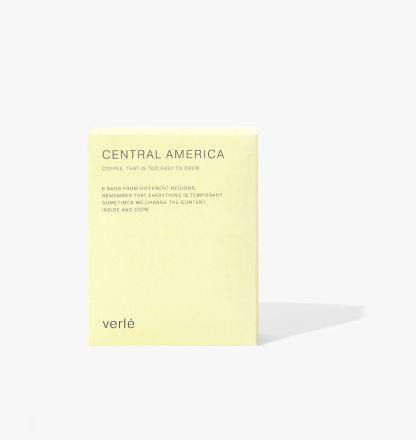 CENTRAL AMERICA
COFFEE, THAT IS TOO EASY TO BREW
6 BAGS FROM DIFFERENT REGIONS,
REMEMBER THAT EVERYTHING IS TEMPORARY.
SOMETIMES WE CHANGE THE CONTENT,
INSIDE AND CORE
verlé